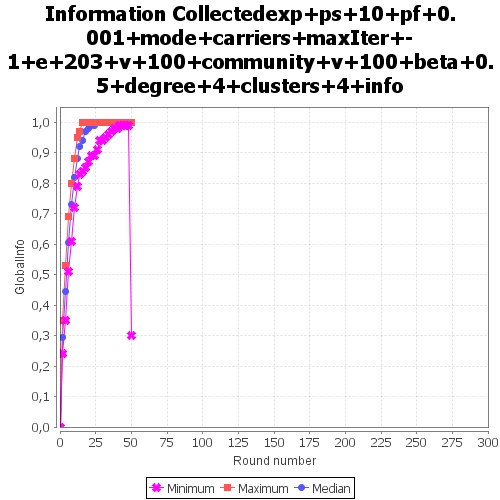 Information Collectedexp+ps+10+pf+0.
001+mode+carriers+maxIter+-
1+e+203+v+100+community+v+100+beta+0.
5+degree+4+clusters+4+info
1,0
0,9
0,8
0,7
0,6
0,5
0,4
0,3
0,2
0,1
0,0
GlobalInfo
0 25 50 75 100 125 150 175 200 225 250 275 300
Round number
Minimum Maximum Median